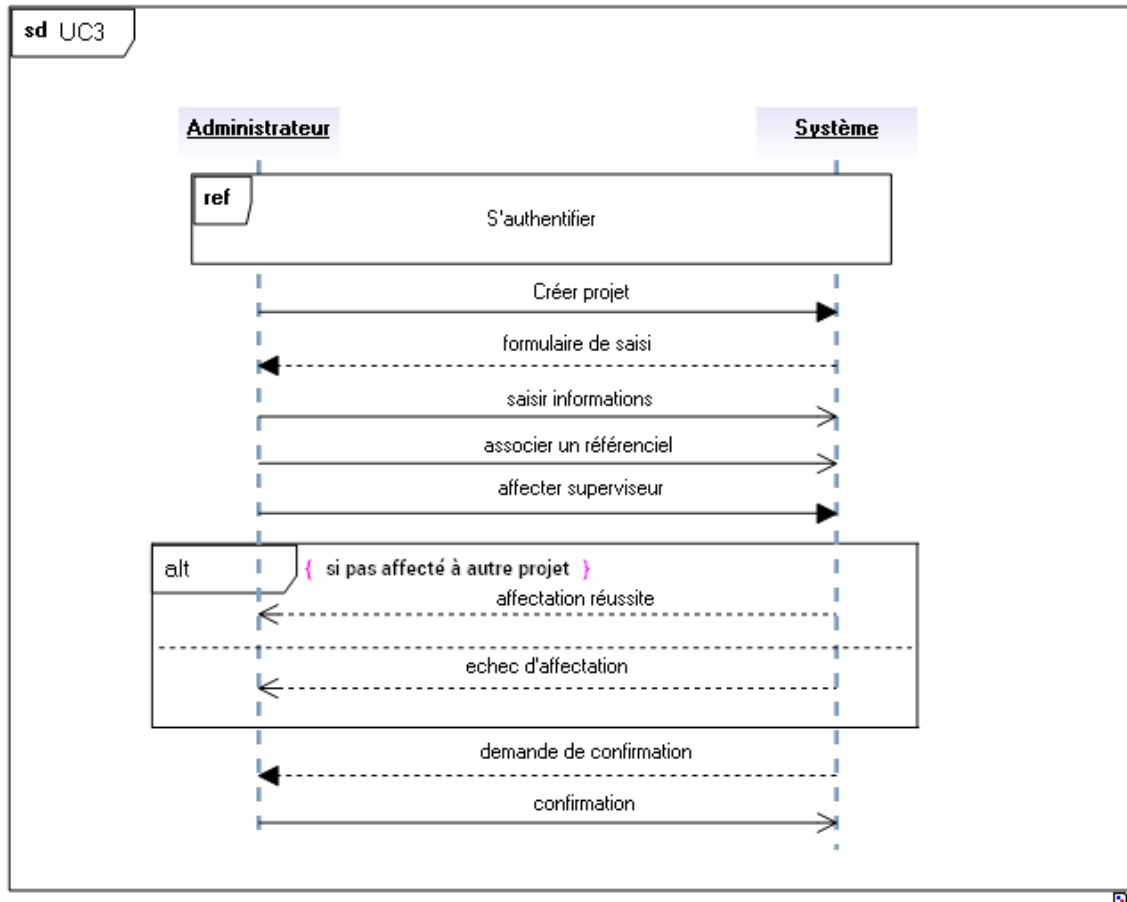 sd UC3
Administrateur
Système
ref
S'authentifier
Créer projet
formulaire de saisi
saisir informations
associer un référenciel
affecter superviseur
alt
{ si pas affecté à autre projet }
affectation réussite
echec d'affectation
demande de confirmation
confirmation